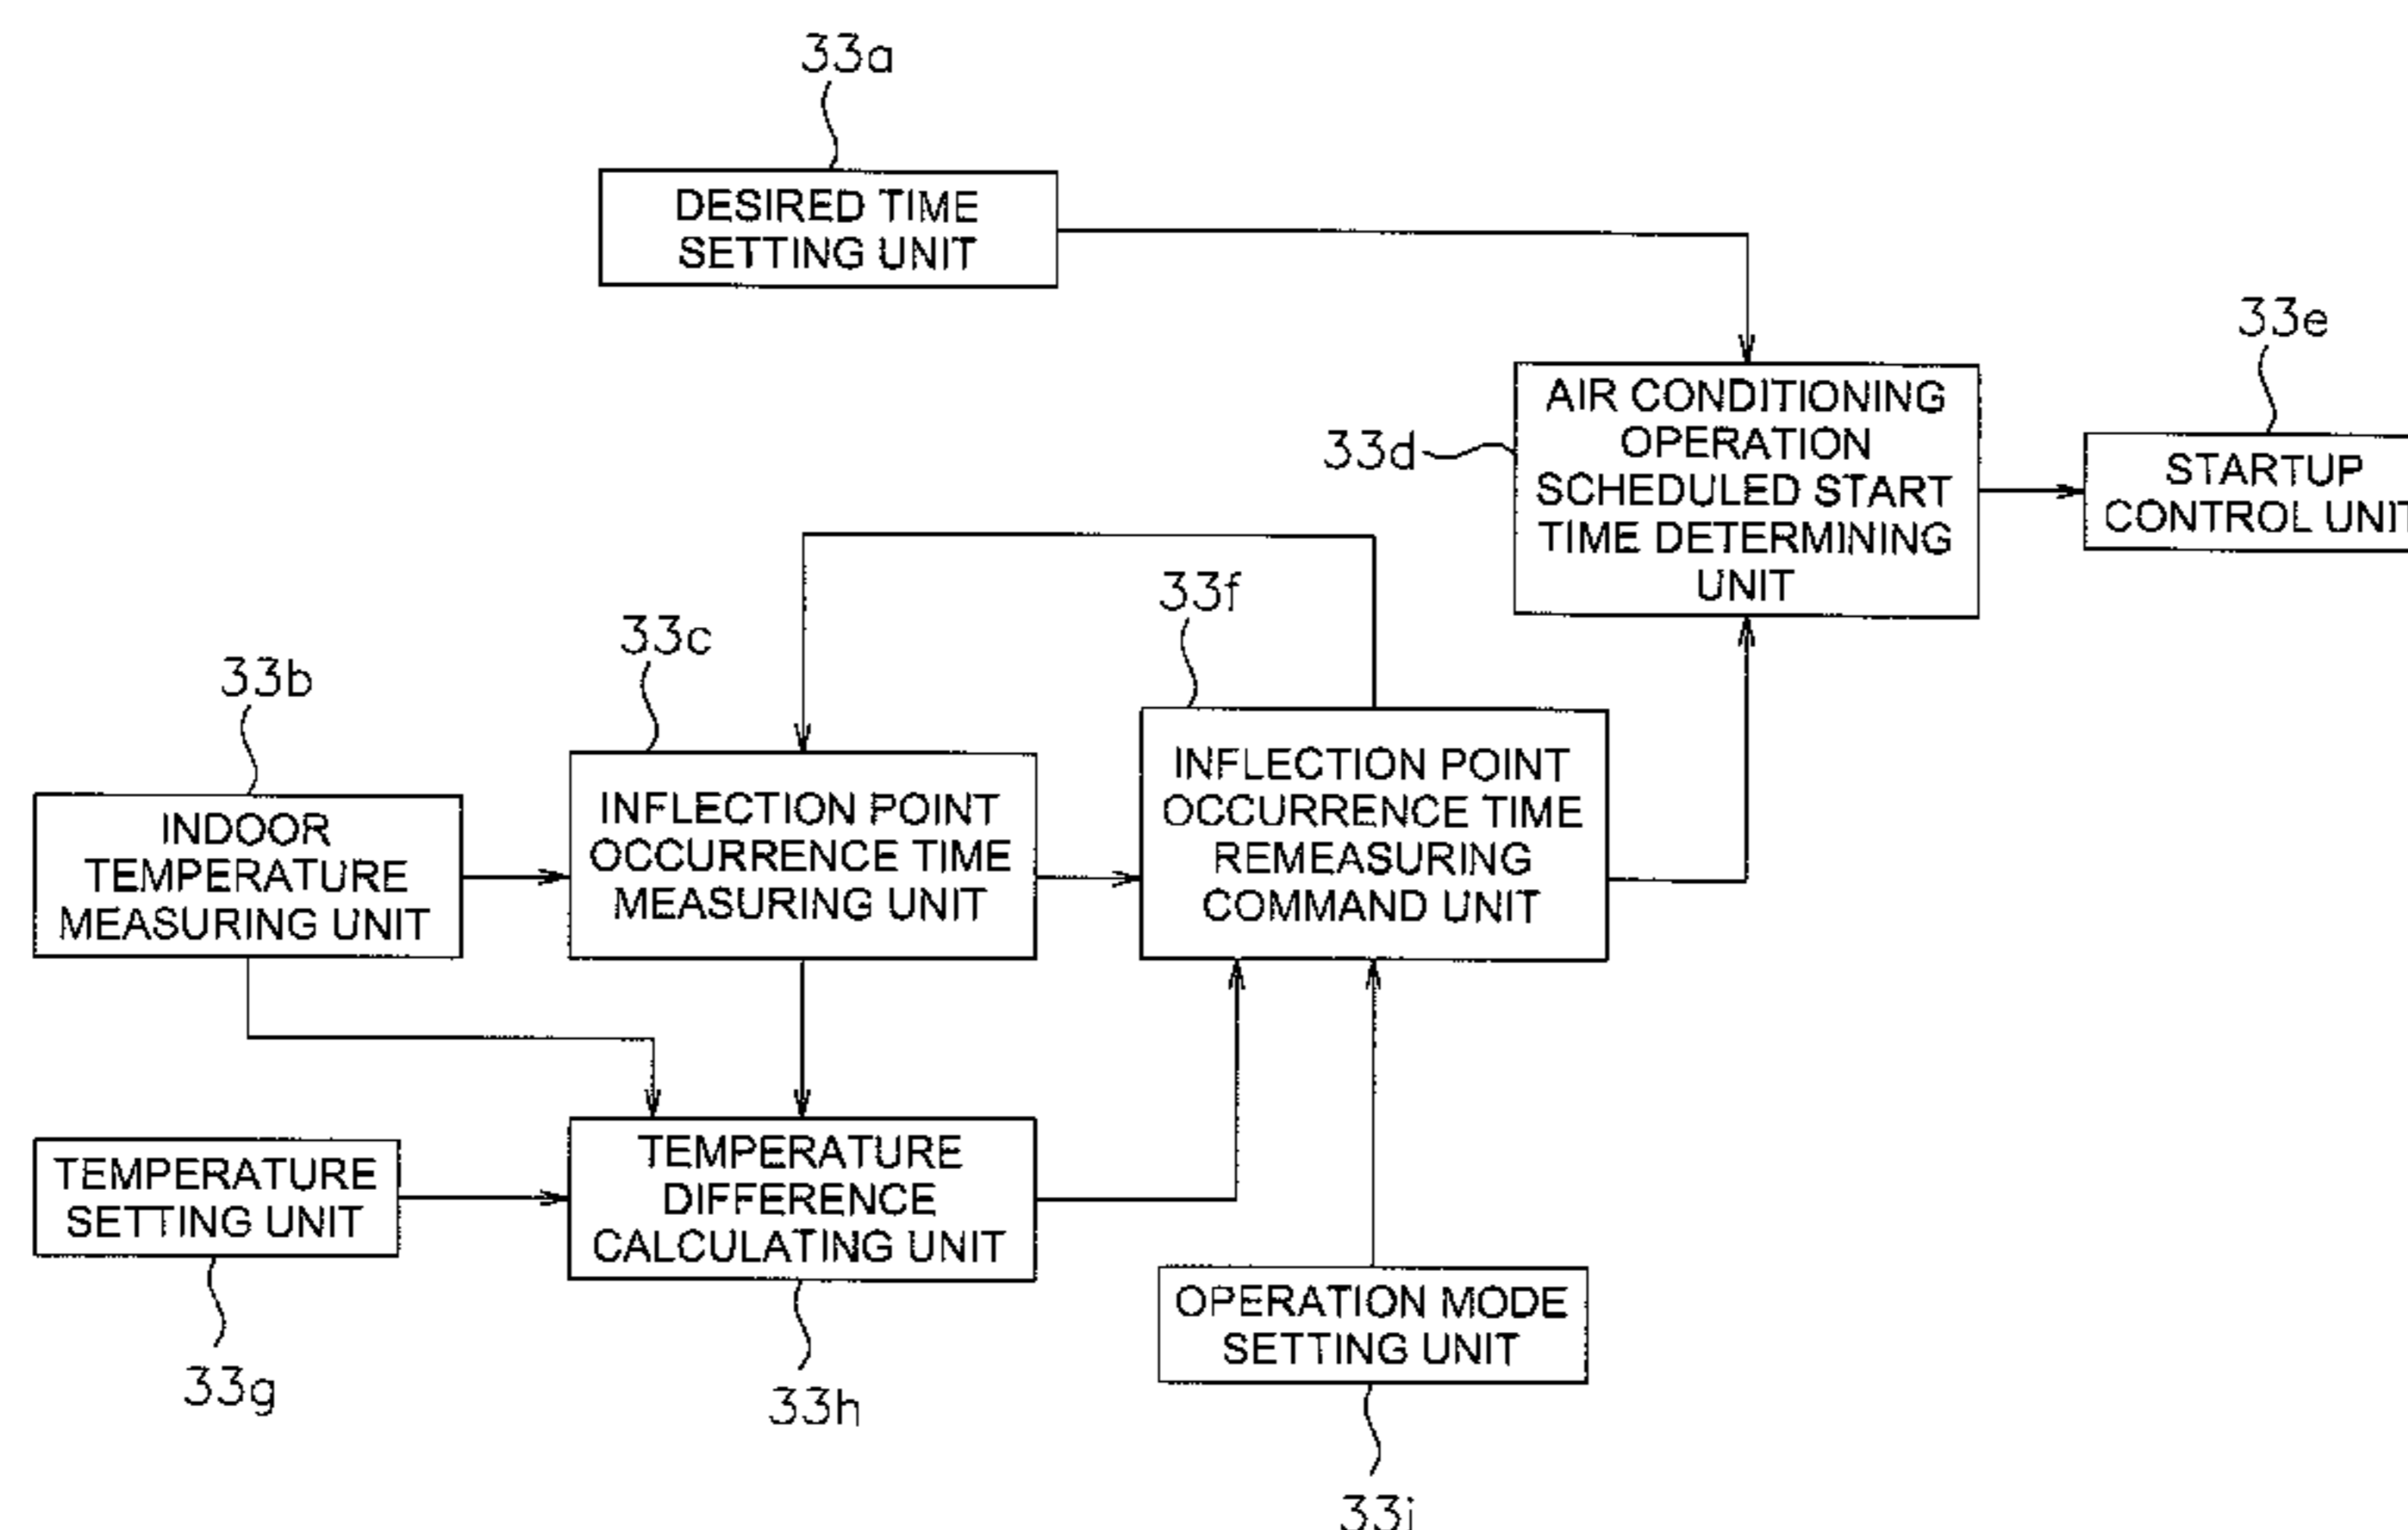 33a
DESIRED TIME
SETTING UNIT
33e
AIR CONDITIONING
OPERATION
SCHEDULED START
TIME DETERMINING
UNIT
33d
STARTUP
CONTROL UNIT
33f
33c
33b
INFLECTION POINT
OCCURRENCE TIME
REMEASURING
COMMAND UNIT
INFLECTION POINT
OCCURRENCE TIME
MEASURING UNIT
INDOOR
TEMPERATURE
MEASURING UNIT
TEMPERATURE
DIFFERENCE
CALCULATING UNIT
TEMPERATURE
SETTING UNIT
OPERATION MODE
SETTING UNIT
33g
33h
33i